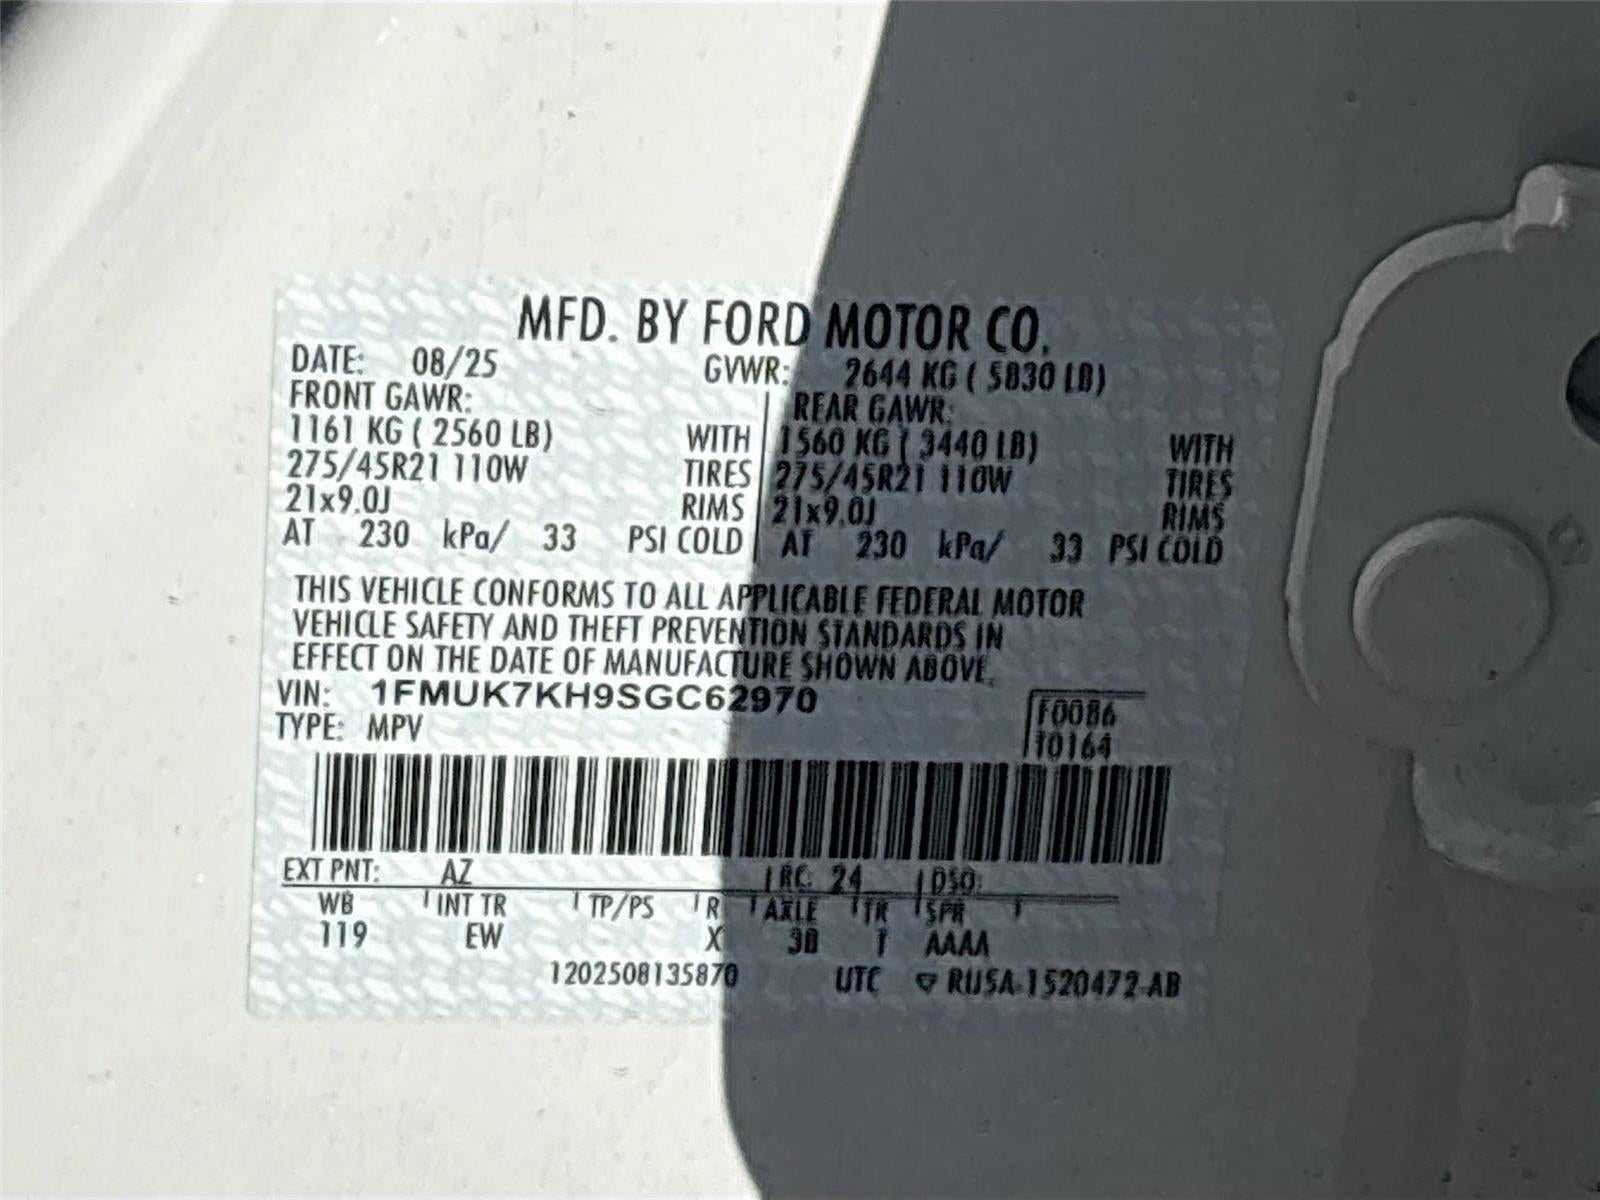 MFD. BY FORD MOTOR CO.
DATE: 08/25 GVWR: 2644 KG ( 5830 LB)
FRONT GAWR: REAR GAWR:
1161 KG ( 2560 LB) WITH 1560 KG ( 3440 LB) WITH
275/45R21 110W TIRES 275/45R21 110W TIRES
21x9.0J RIMS 21x9.0J RIMS
AT 230 kPa/ 33 PSI COLD AT 230 kPa/ 33 PSI COLD
THIS VEHICLE CONFORMS TO ALL APPLICABLE FEDERAL MOTOR
VEHICLE SAFETY AND THEFT PREVENTION STANDARDS IN
EFFECT ON THE DATE OF MANUFACTURE SHOWN ABOVE.
VIN: 1FMUK7KH9SGC62970 F0086
TYPE: MPV T0164
EXT PNT: AZ RC: 24 DSO:
WB INT TR TP/PS R AXLE TR SPR
119 EW X 3B T AAAA
1202508135870 UTC RU5A-1520472-AB